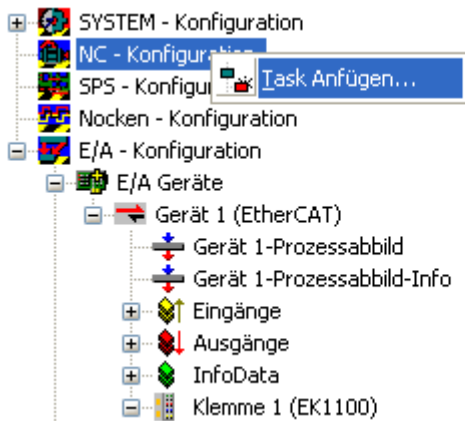 SYSTEM - Konfiguration
NC - Konfiguration
Task Anfügen...
SPS - Konfigu
Nocken - Konfiguration
E/A - Konfiguration
E/A Geräte
Gerät 1 (EtherCAT)
Gerät 1-Prozessabbild
Gerät 1-Prozessabbild-Info
Eingänge
Ausgänge
InfoData
Klemme 1 (EK1100)